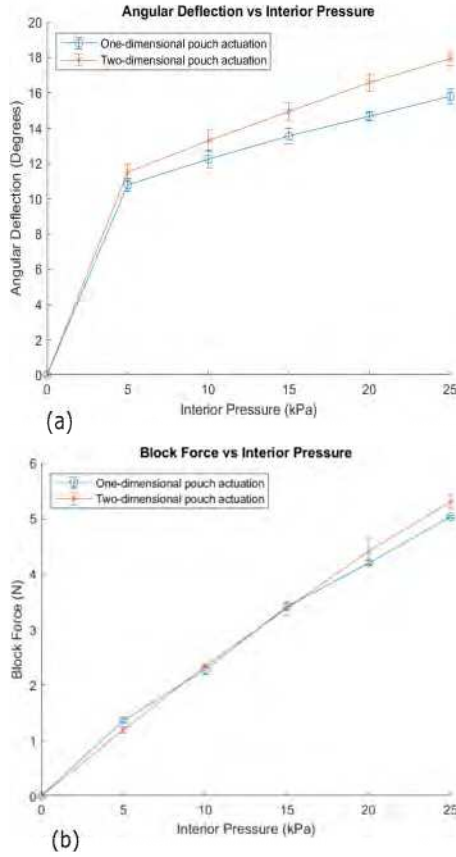 Angular Deflection vs Interior Pressure
One-dimensional pouch actuation
Two-dimensional pouch actuation
Angular Deflection (Degrees)
20
18
16
14
12
10
8
6
4
2
0
0 5 10 15 20 25
Interior Pressure (kPa)
(a)
Block Force vs Interior Pressure
One-dimensional pouch actuation
Two-dimensional pouch actuation
Block Force (N)
6
5
4
3
2
1
0
0 5 10 15 20 25
Interior Pressure (kPa)
(b)